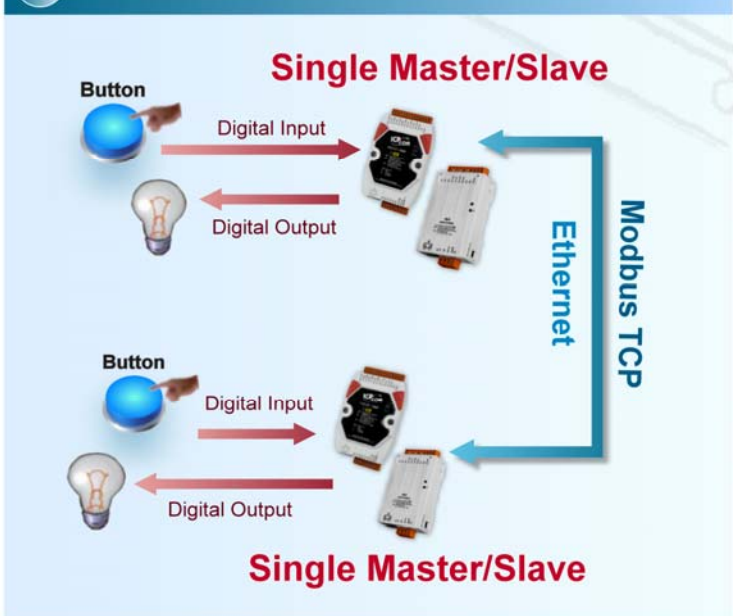 Single Master/Slave
Button
Digital Input
Digital Output
Modbus TCP
Ethernet
Button
Digital Input
Digital Output
Single Master/Slave